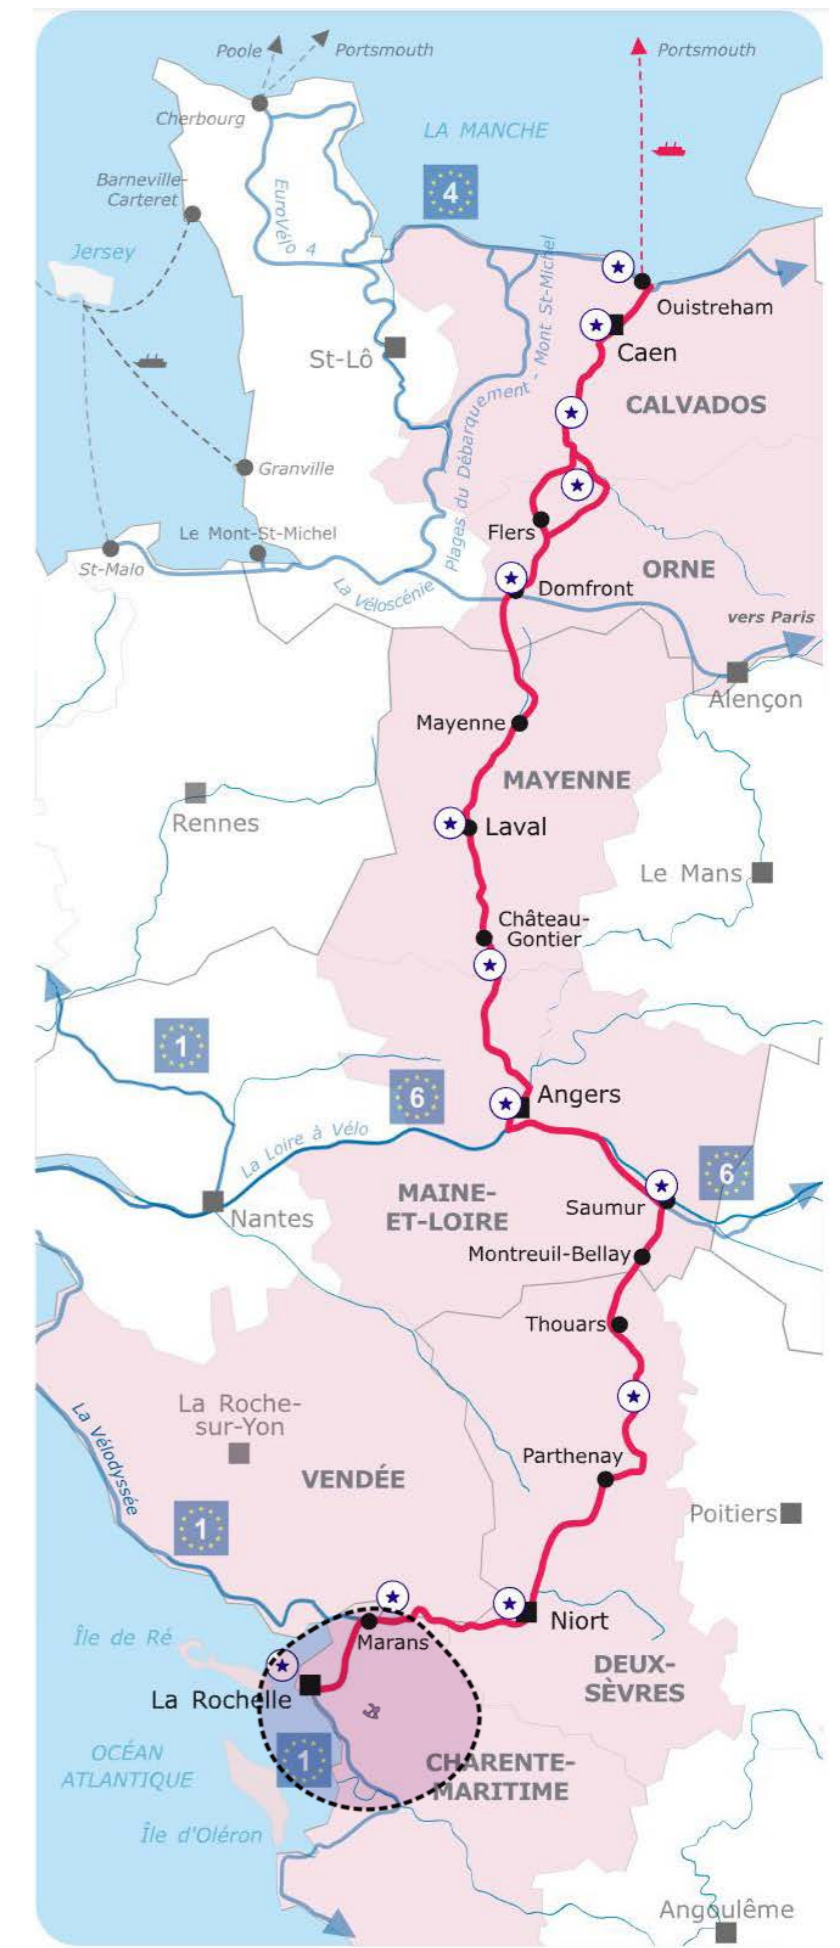 Poole
Portsmouth
Portsmouth
Cherbourg
LA MANCHE
Barneville-
Carteret
4
EuroVélo 4
Jersey
Plages du Débarquement - Mont St-Michel
Ouistreham
St-Lô
Caen
CALVADOS
Granville
Le Mont-St-Michel
Flers
St-Malo
ORNE
La Véloscénie
Domfront
vers Paris
Alençon
Mayenne
MAYENNE
Rennes
Laval
Le Mans
Château-
Gontier
1
6
Angers
La Loire à Vélo
6
MAINE-
ET-LOIRE
Saumur
Nantes
Montreuil-Bellay
Thouars
La Roche-
sur-Yon
La Vélodyssée
Parthenay
VENDÉE
Poitiers
1
Niort
Île de Ré
Marans
DEUX-
SÈVRES
La Rochelle
OCÉAN
ATLANTIQUE
1
CHARENTE-
MARITIME
Île d'Oléron
Angoulême